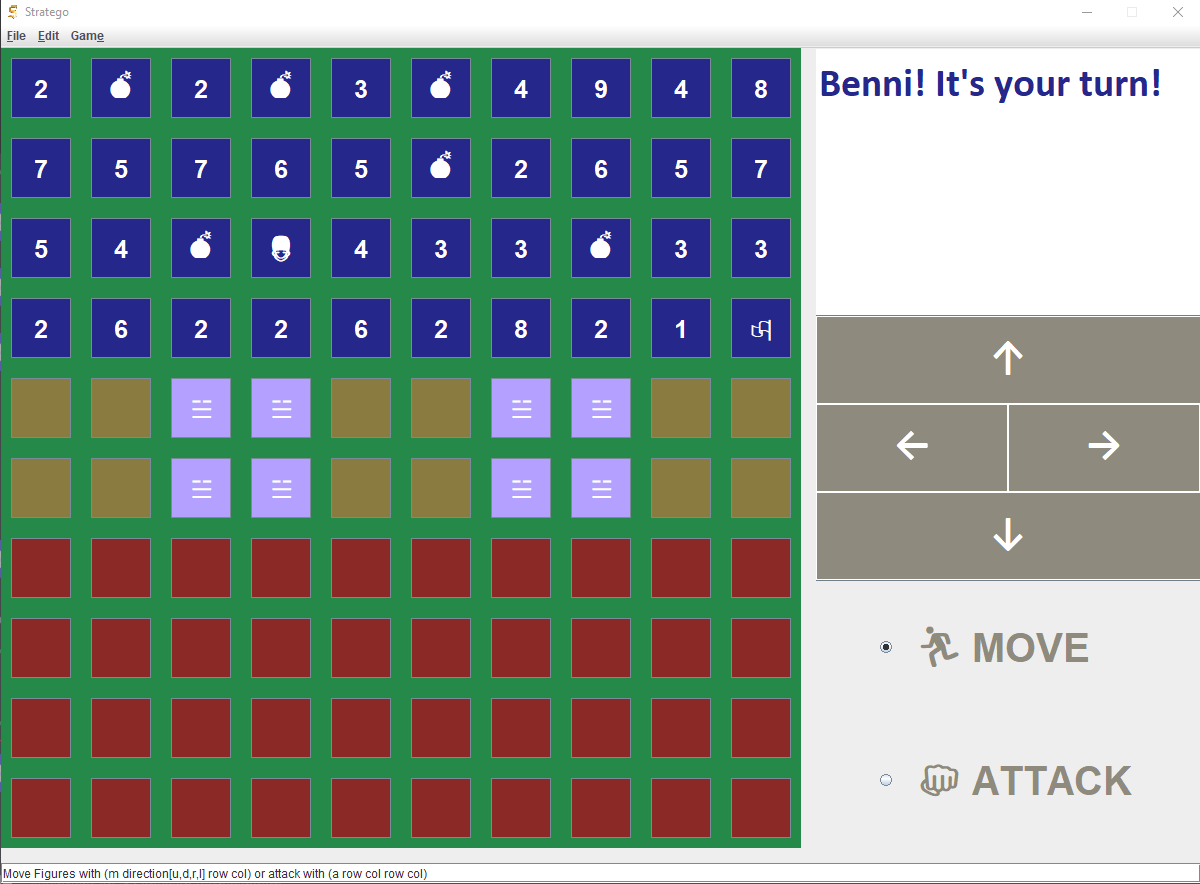 Stratego
File Edit Game
2 2 3 4 9 4 8
7 5 7 6 5 2 6 5 7
5 4 4 3 3 3 3
2 6 2 2 6 2 8 2 1
Benni! It's your turn!
↑
← →
↓
MOVE
ATTACK
Move Figures with (m direction[u,d,r,l] row col) or attack with (a row col row col)